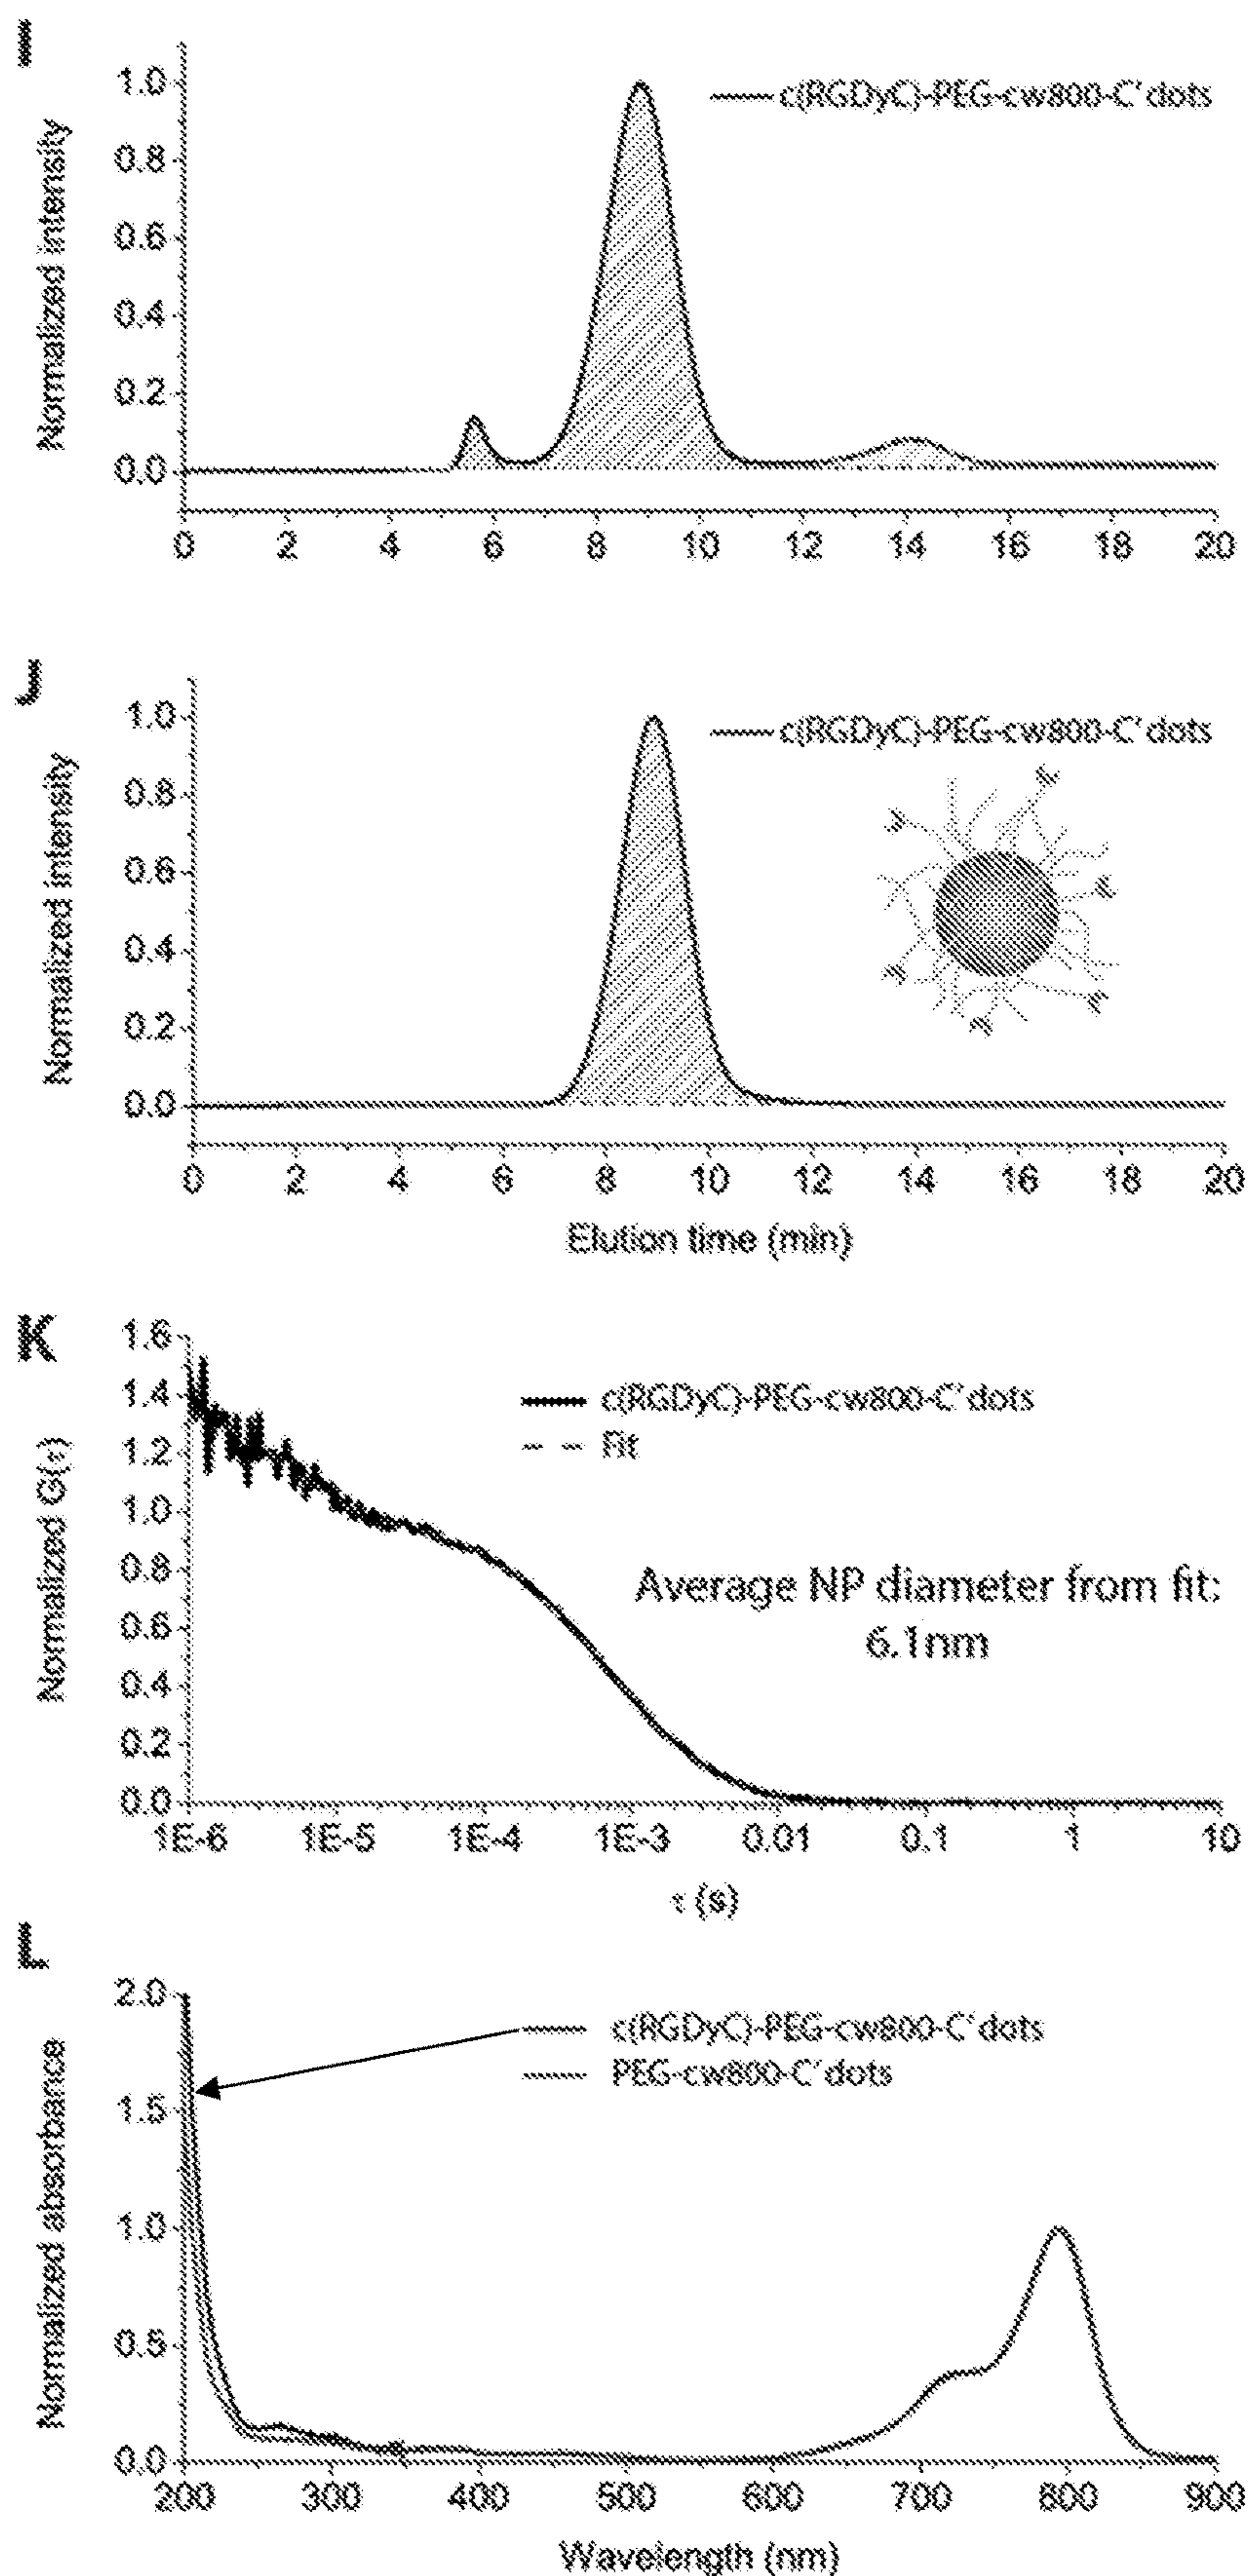 I
Normalized intensity
1.0
0.8
0.6
0.4
0.2
0.0
c(RGDyC)-PEG-cw800-C'dots
0 2 4 6 8 10 12 14 16 18 20
J
Normalized intensity
1.0
0.8
0.6
0.4
0.2
0.0
c(RGDyC)-PEG-cw800-C'dots
0 2 4 6 8 10 12 14 16 18 20
Elution time (min)
K
Normalized G(τ)
1.6
1.4
1.2
1.0
0.8
0.6
0.4
0.2
0.0
c(RGDyC)-PEG-cw800-C'dots
Fit
Average NP diameter from fit:
6.1nm
1E-6 1E-5 1E-4 1E-3 0.01 0.1 1 10
τ (s)
L
Normalized absorbance
2.0
1.5
1.0
0.5
0.0
c(RGDyC)-PEG-cw800-C'dots
PEG-cw800-C'dots
200 300 400 500 600 700 800 900
Wavelength (nm)